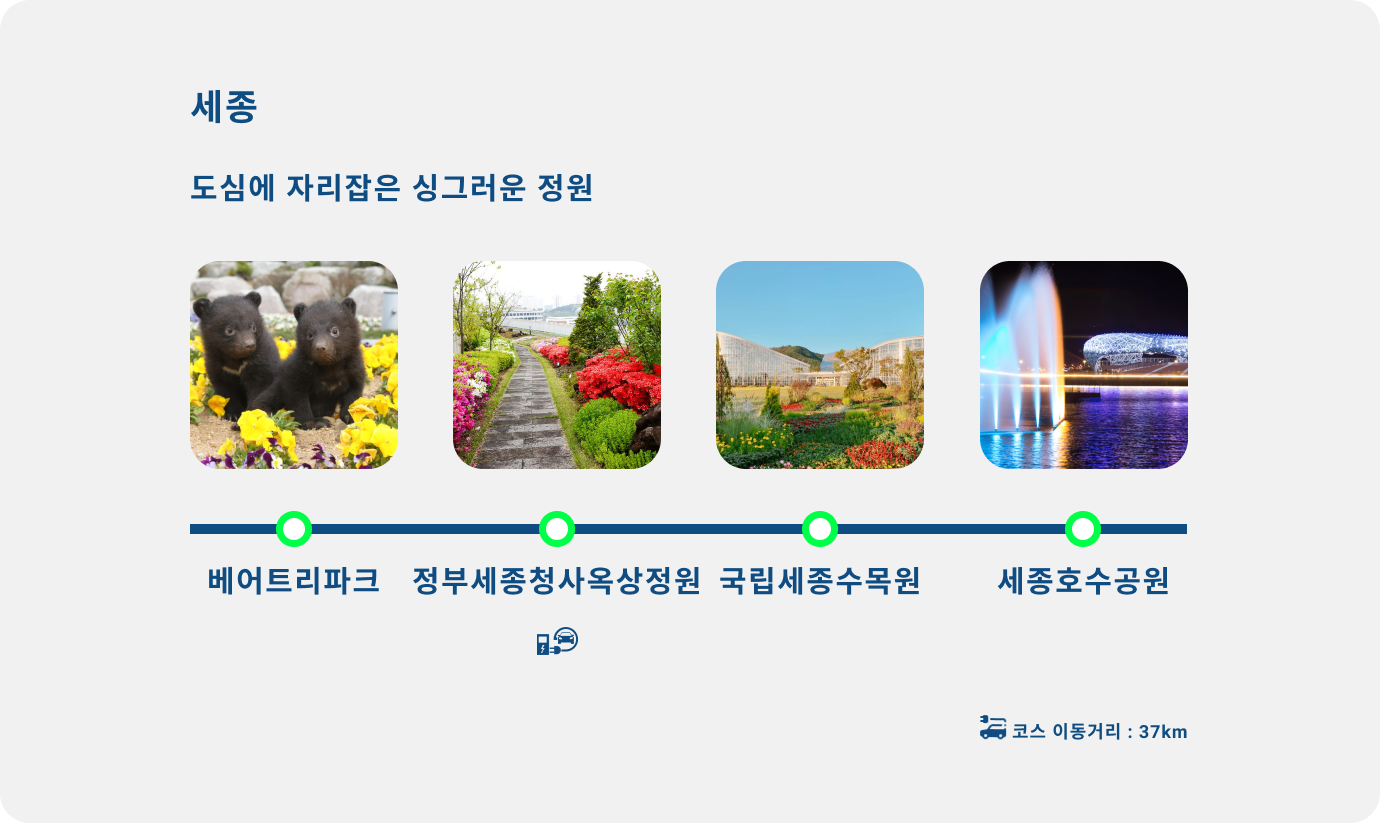 세종
도심에 자리잡은 싱그러운 정원
베어트리파크
정부세종청사옥상정원
국립세종수목원
세종호수공원
코스 이동거리 : 37km